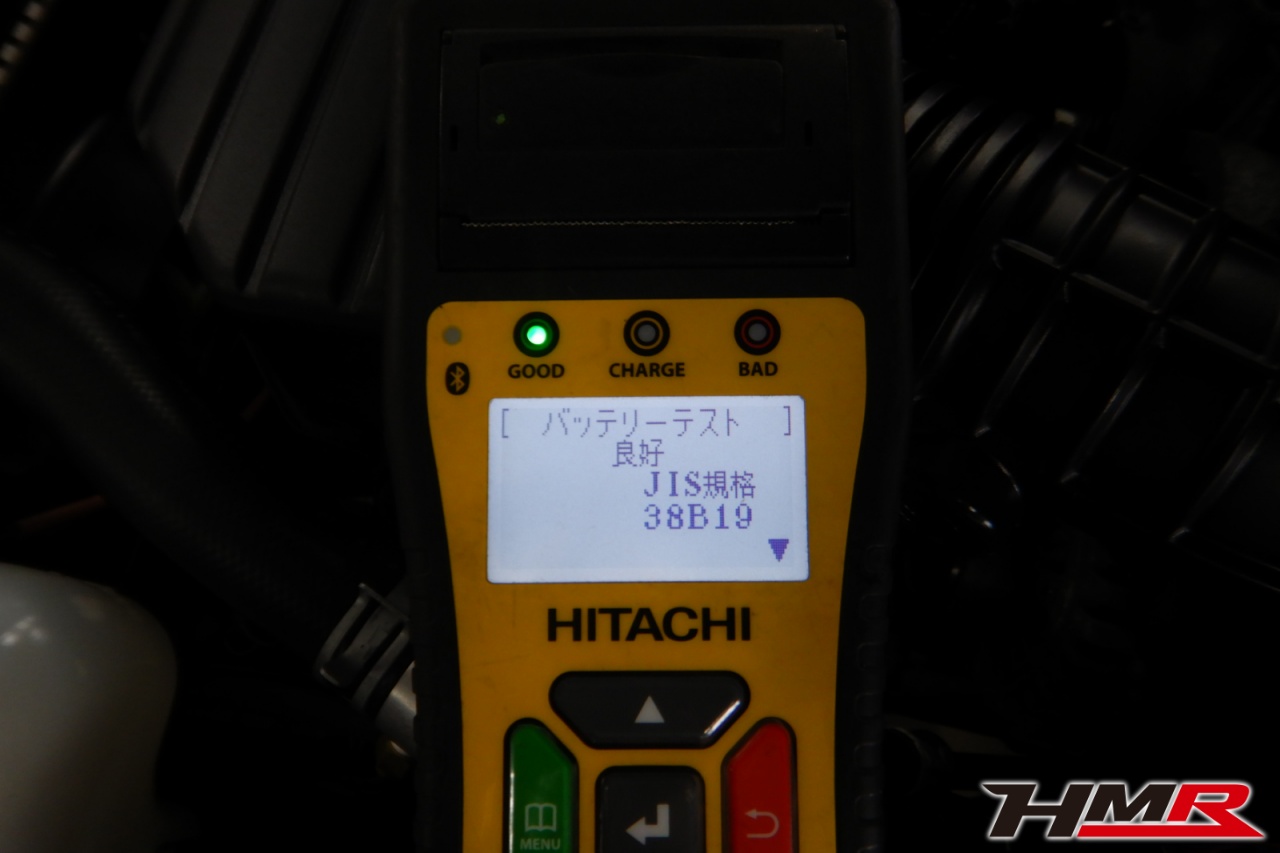 GOOD CHARGE BAD
[ バッテリーテスト ]
良好
JIS規格
38B19
▼
HITACHI
▲
MENU
HMR